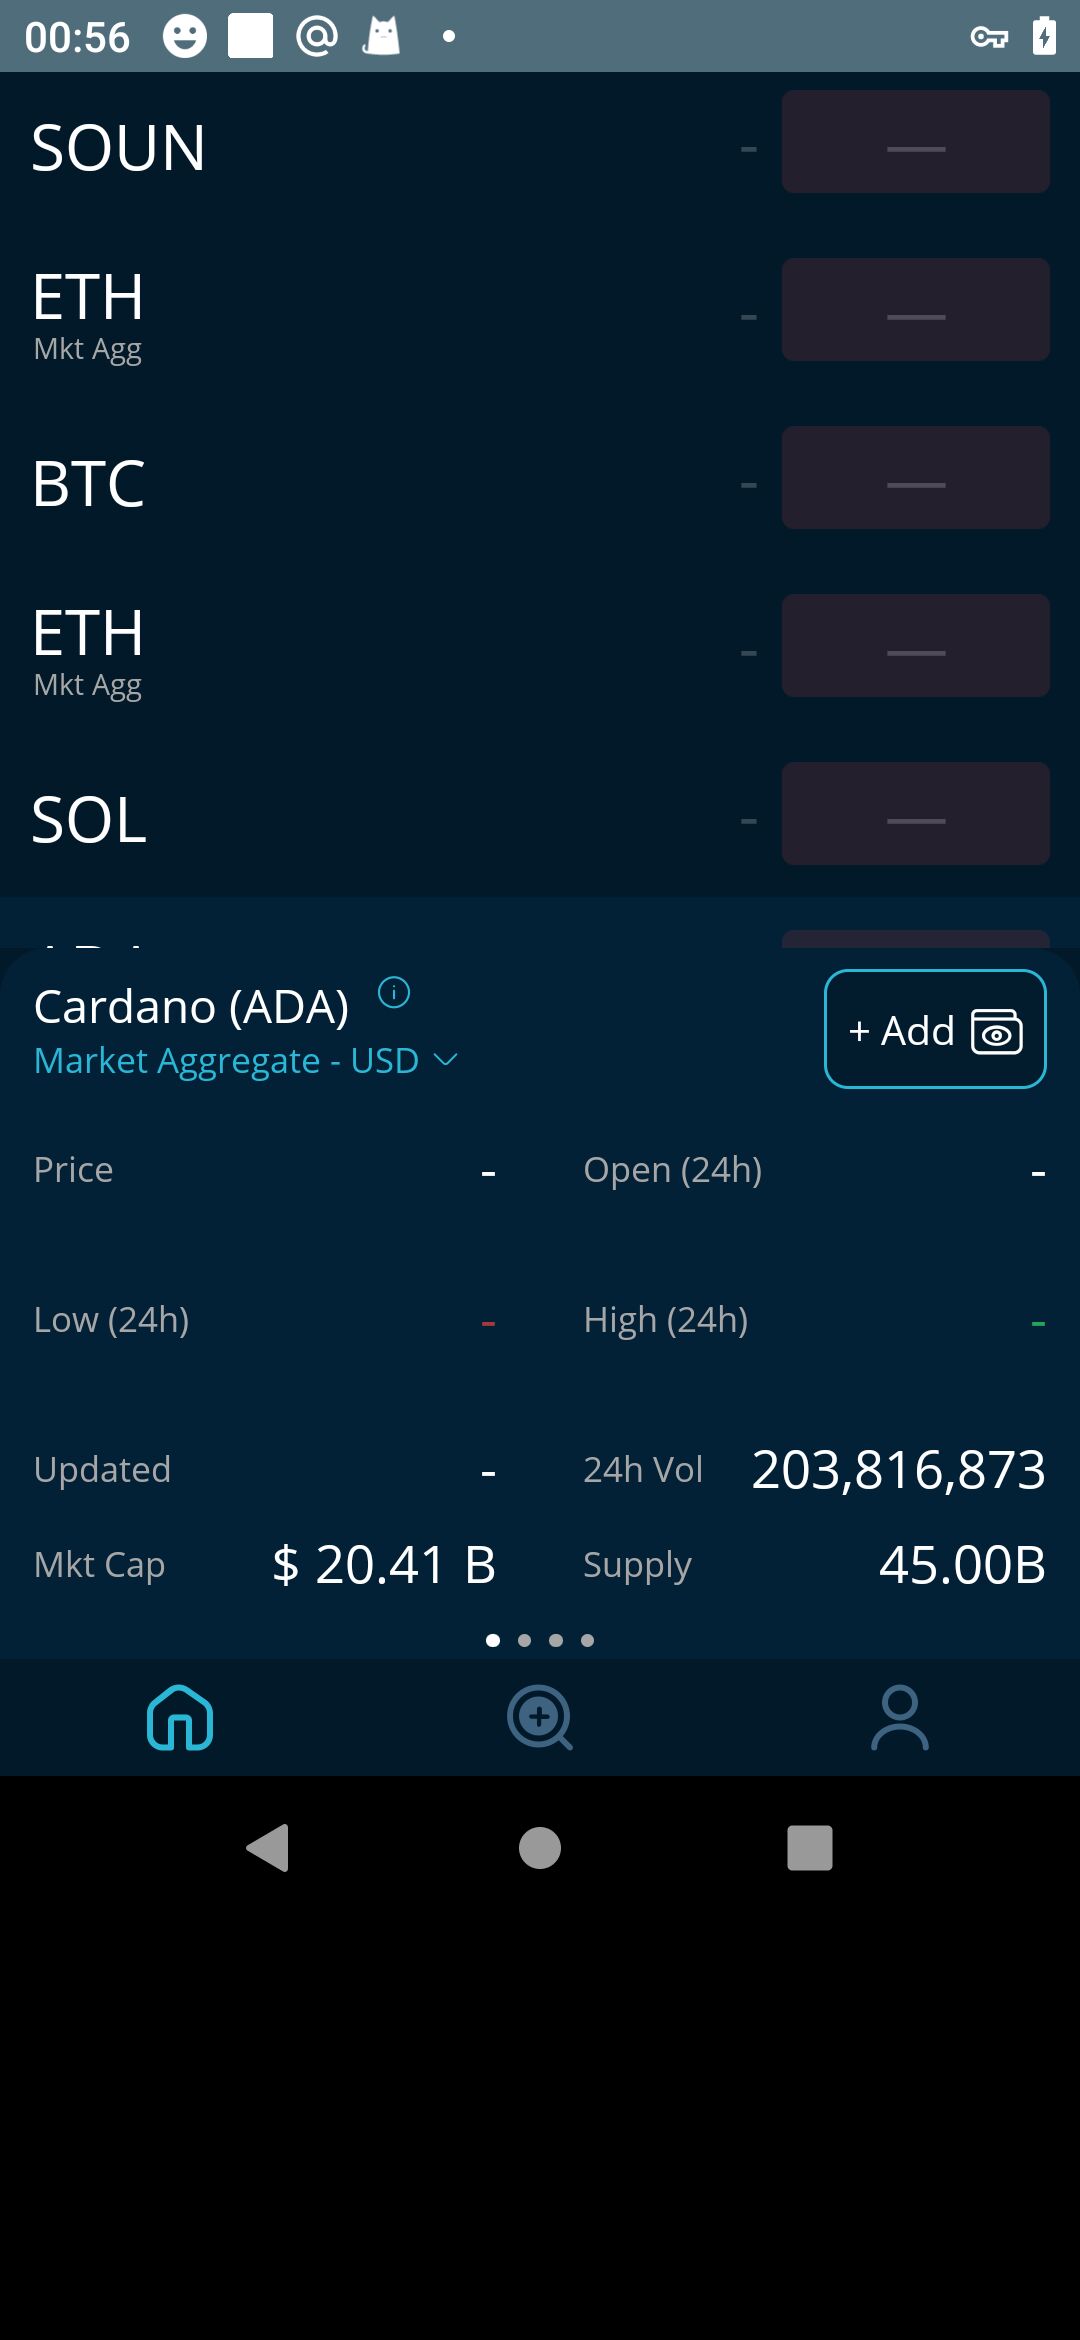 00:56
SOUN - —
ETH - —
Mkt Agg
BTC - —
ETH - —
Mkt Agg
SOL - —
Cardano (ADA)
Market Aggregate - USD
+ Add
Price - Open (24h) -
Low (24h) - High (24h) -
Updated - 24h Vol 203,816,873
Mkt Cap $ 20.41 B Supply 45.00B